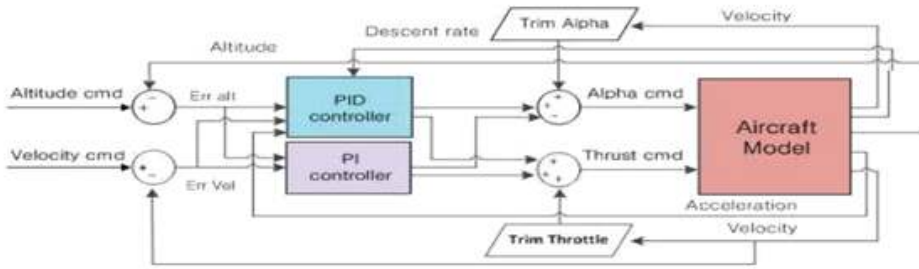 Trim Alpha
Velocity
Altitude
Descent rate
Altitude cmd
Err alt
PID
controller
Alpha cmd
Aircraft
Model
Velocity cmd
Err Vel
PI
controller
Thrust cmd
Acceleration
Trim Throttle
Velocity